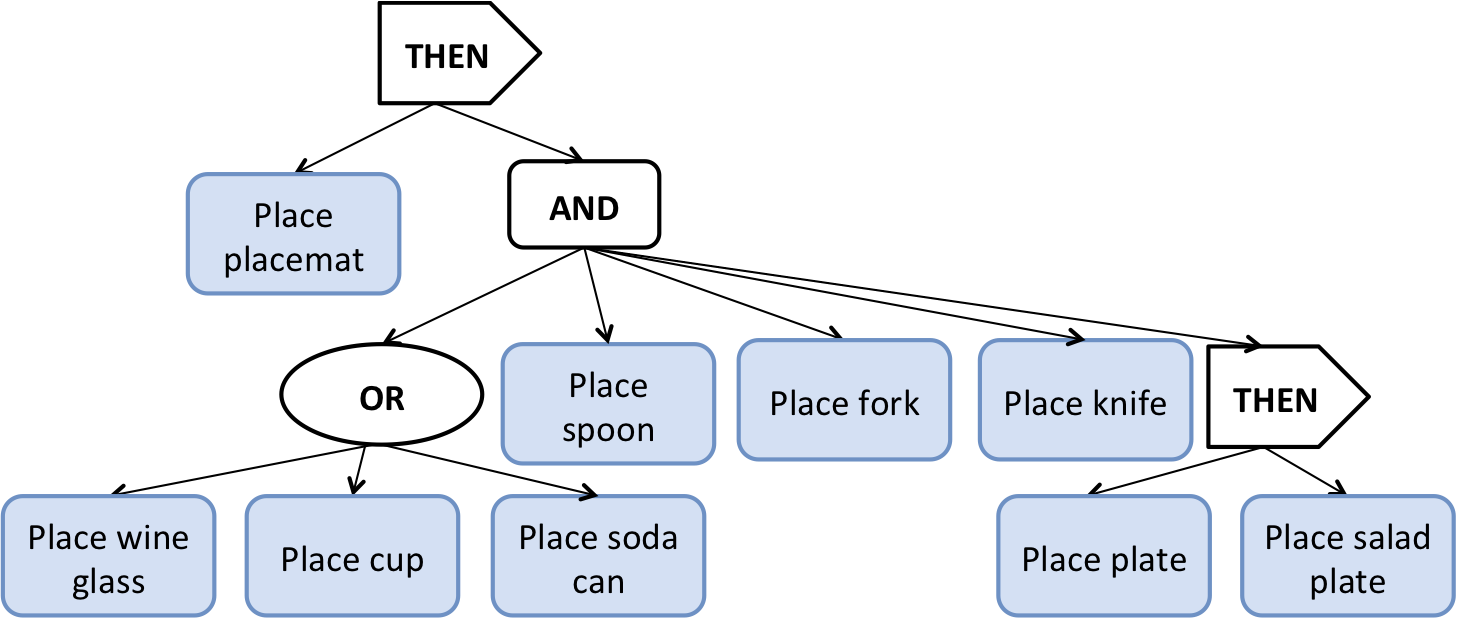 THEN
Place
placemat
AND
OR
Place
spoon
Place fork
Place knife
THEN
Place wine
glass
Place cup
Place soda
can
Place plate
Place salad
plate